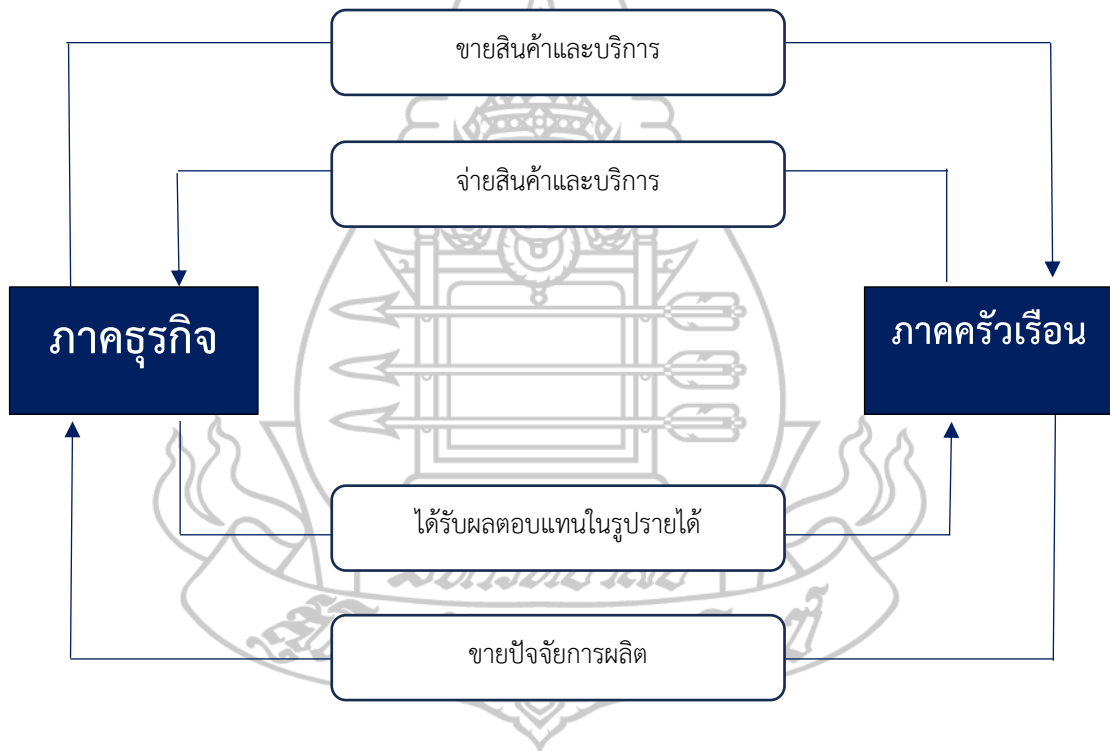 ขายสินค้าและบริการ
จ่ายสินค้าและบริการ
ภาคธุรกิจ
ภาคครัวเรือน
ได้รับผลตอบแทนในรูปรายได้
ขายปัจจัยการผลิต